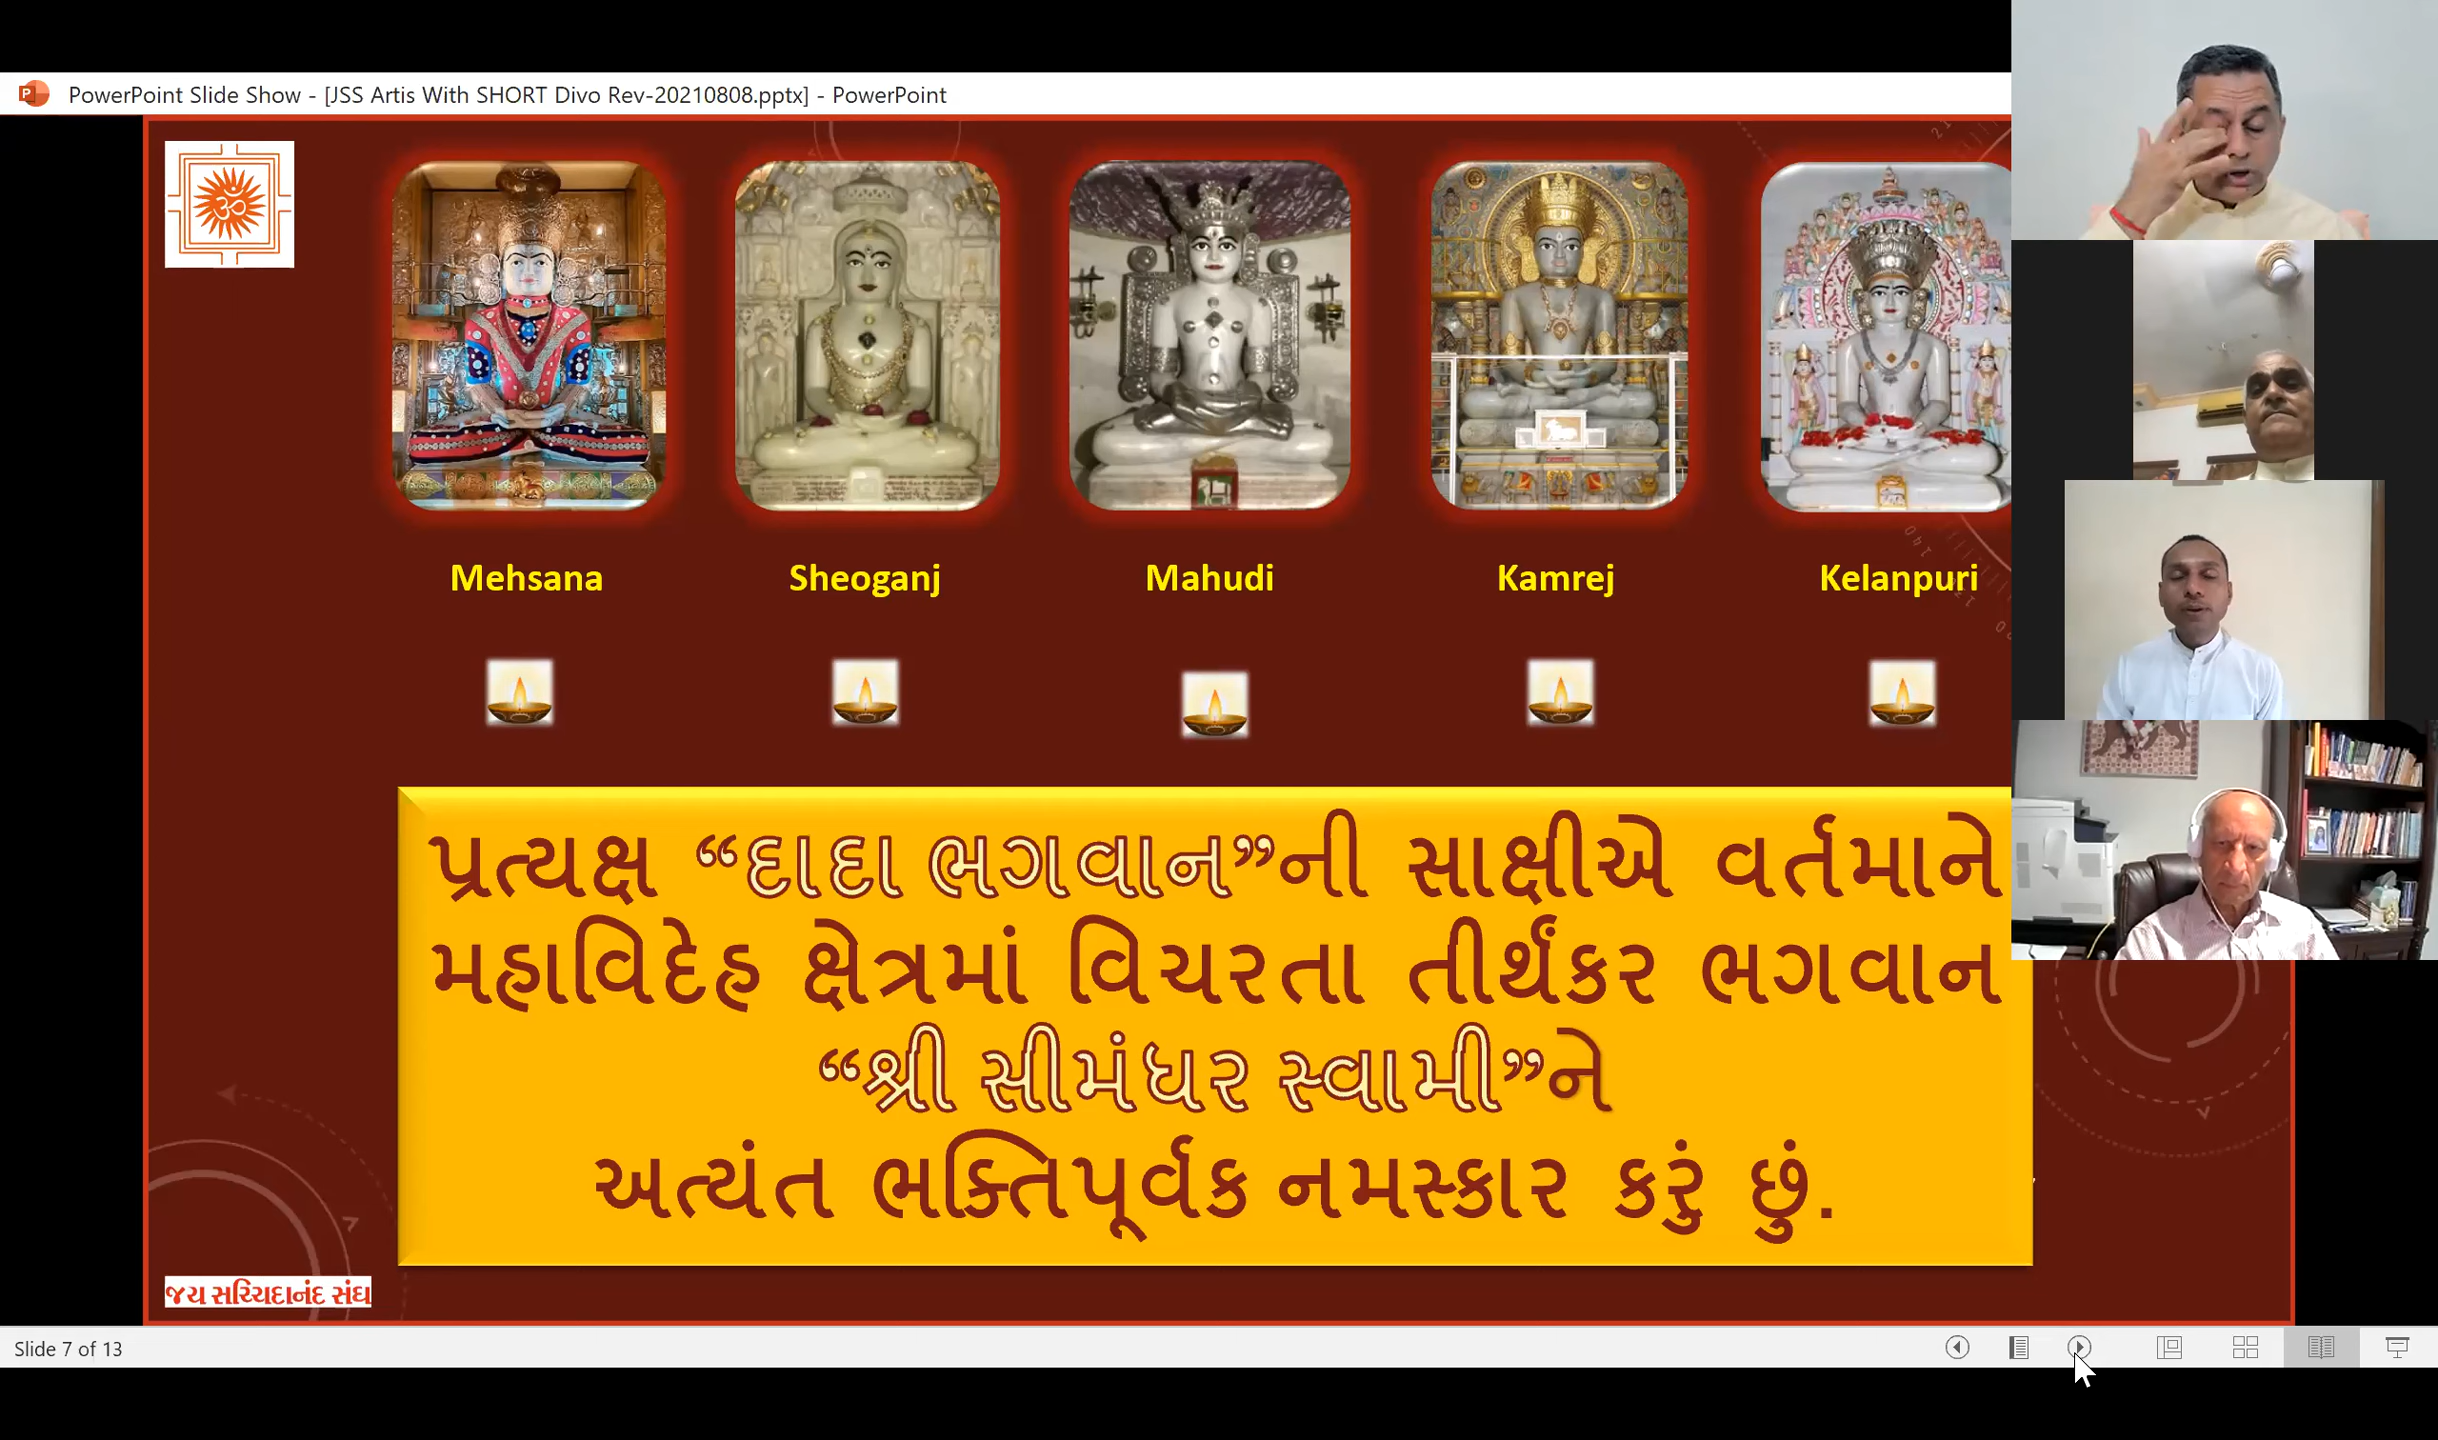 PowerPoint Slide Show - [JSS Artis With SHORT Divo Rev-20210808.pptx] - PowerPoint
Mehsana Sheoganj Mahudi Kamrej Kelanpuri
પ્રત્યક્ષ “દાદા ભગવાન”ની સાક્ષીએ વર્તમાને
મહાવિદેહ ક્ષેત્રમાં વિચરતા તીર્થંકર ભગવાન
“શ્રી સીમંધર સ્વામી”ને
અત્યંત ભક્તિપૂર્વક નમસ્કાર કરું છું.
જય સચ્ચિદાનંદ સંઘ
Slide 7 of 13